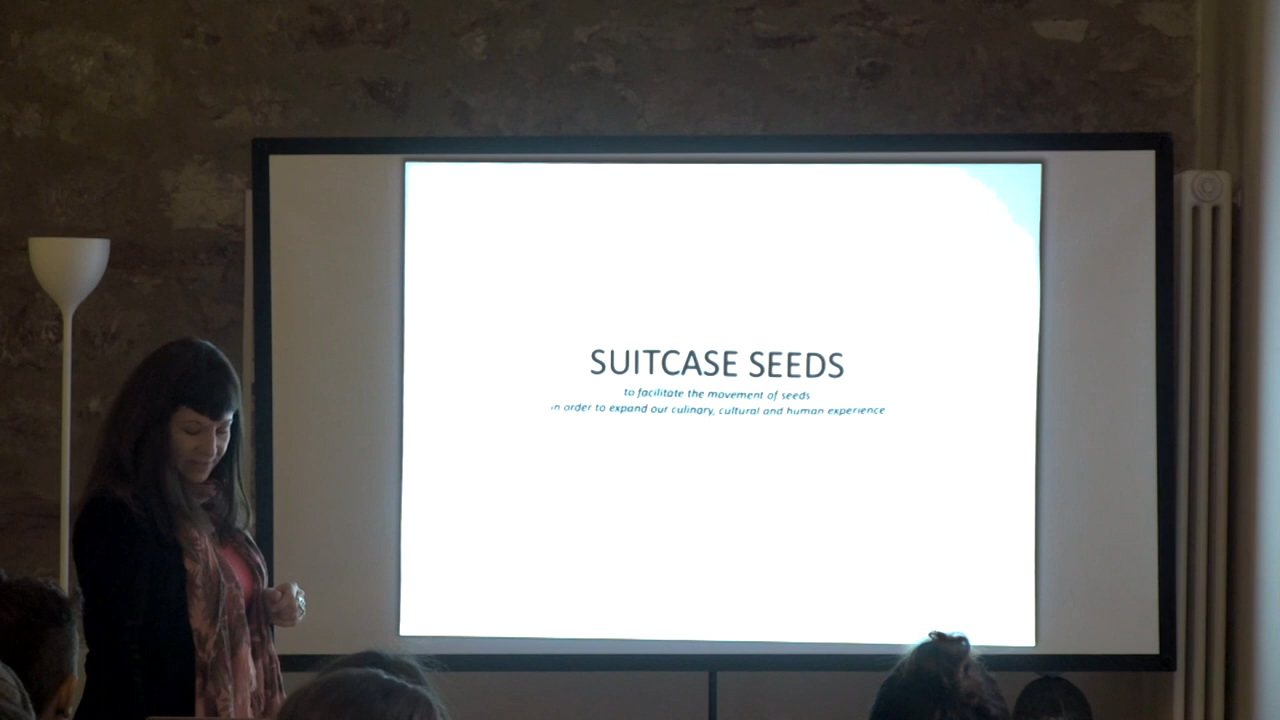 SUITCASE SEEDS
to facilitate the movement of seeds
in order to expand our culinary, cultural and human experience